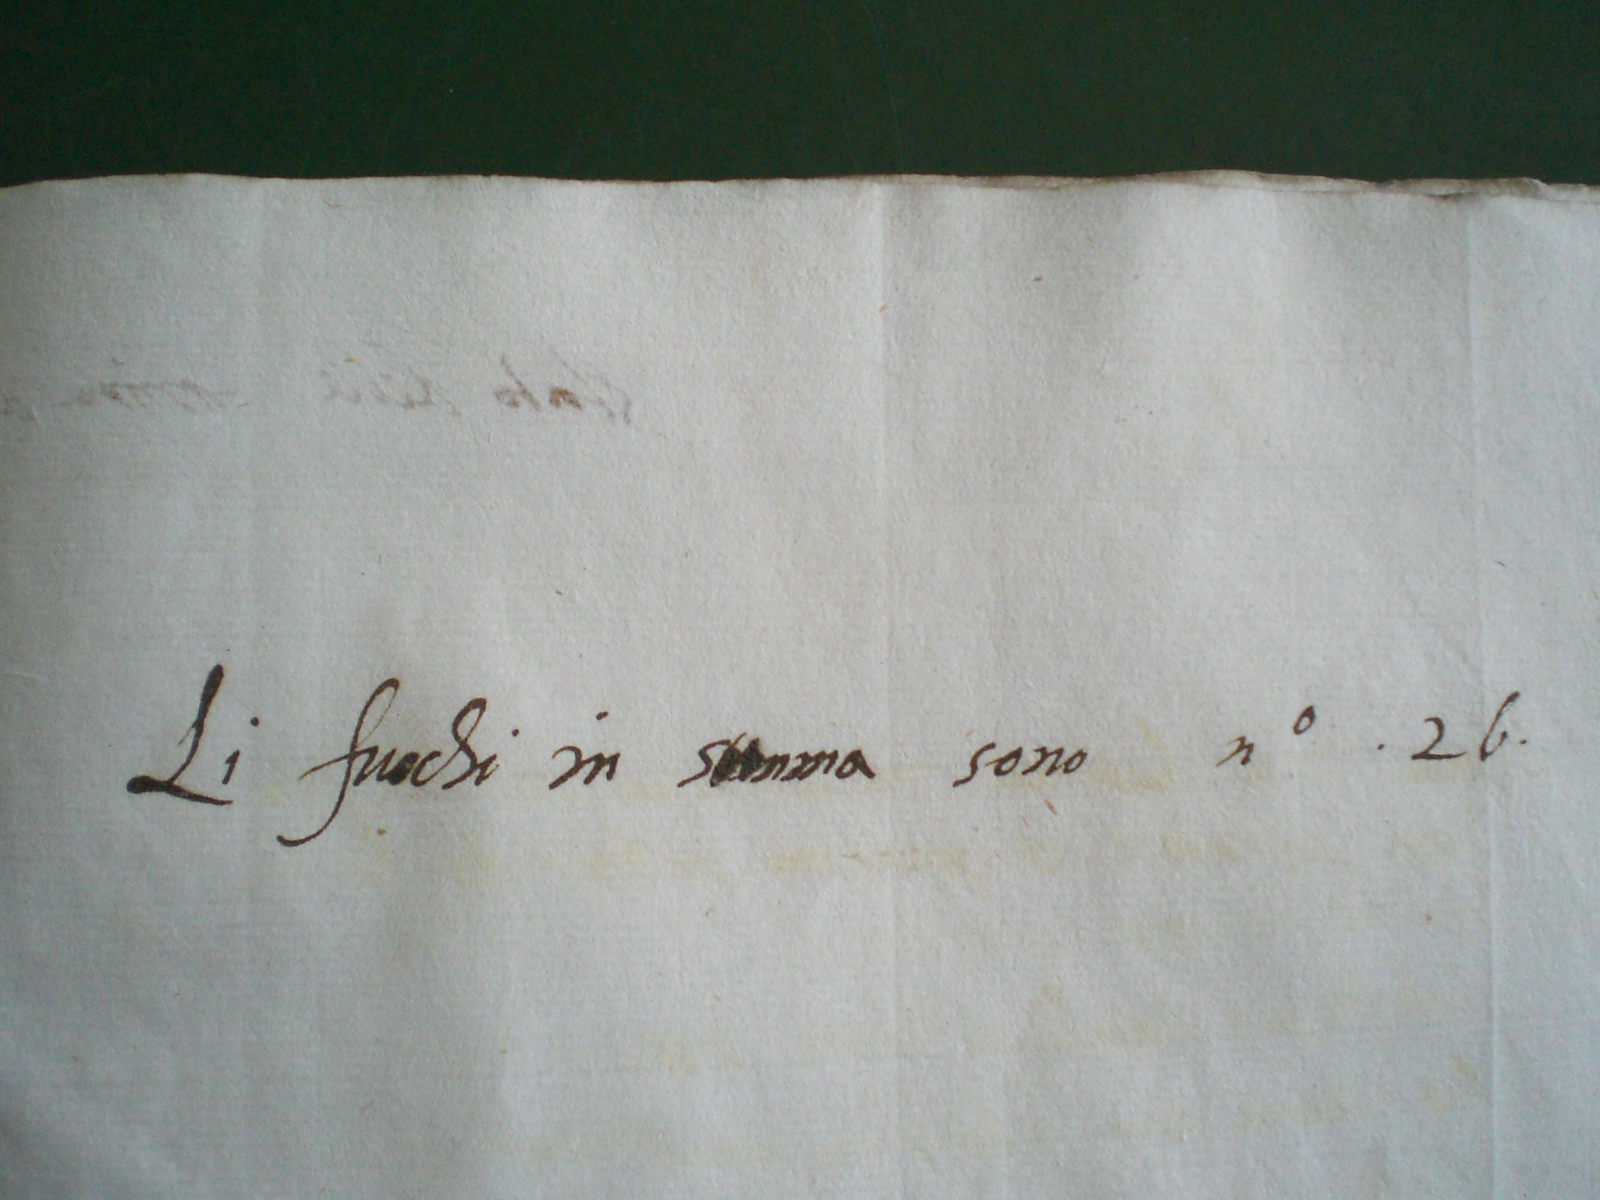 Li fuochi in summa sono n° . 26.